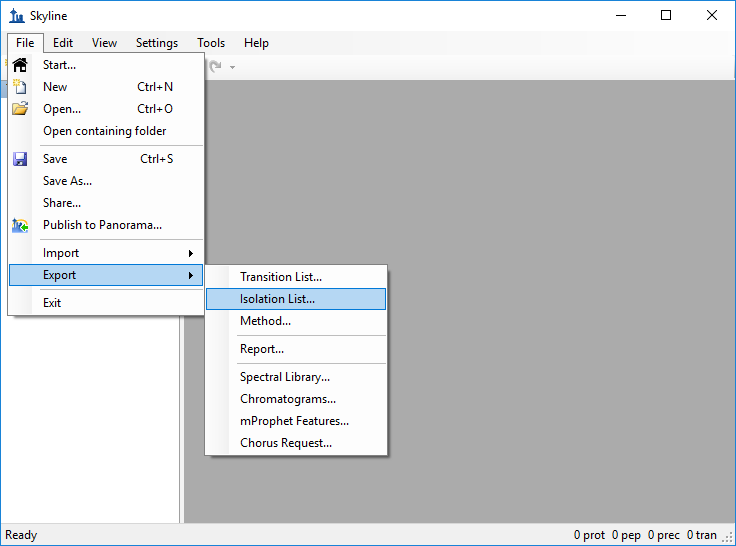 Skyline
File Edit View Settings Tools Help
Start...
New Ctrl+N
Open... Ctrl+O
Open containing folder
Save Ctrl+S
Save As...
Share...
Publish to Panorama...
Import
Export
Exit
Transition List...
Isolation List...
Method...
Report...
Spectral Library...
Chromatograms...
mProphet Features...
Chorus Request...
Ready 0 prot 0 pep 0 prec 0 tran